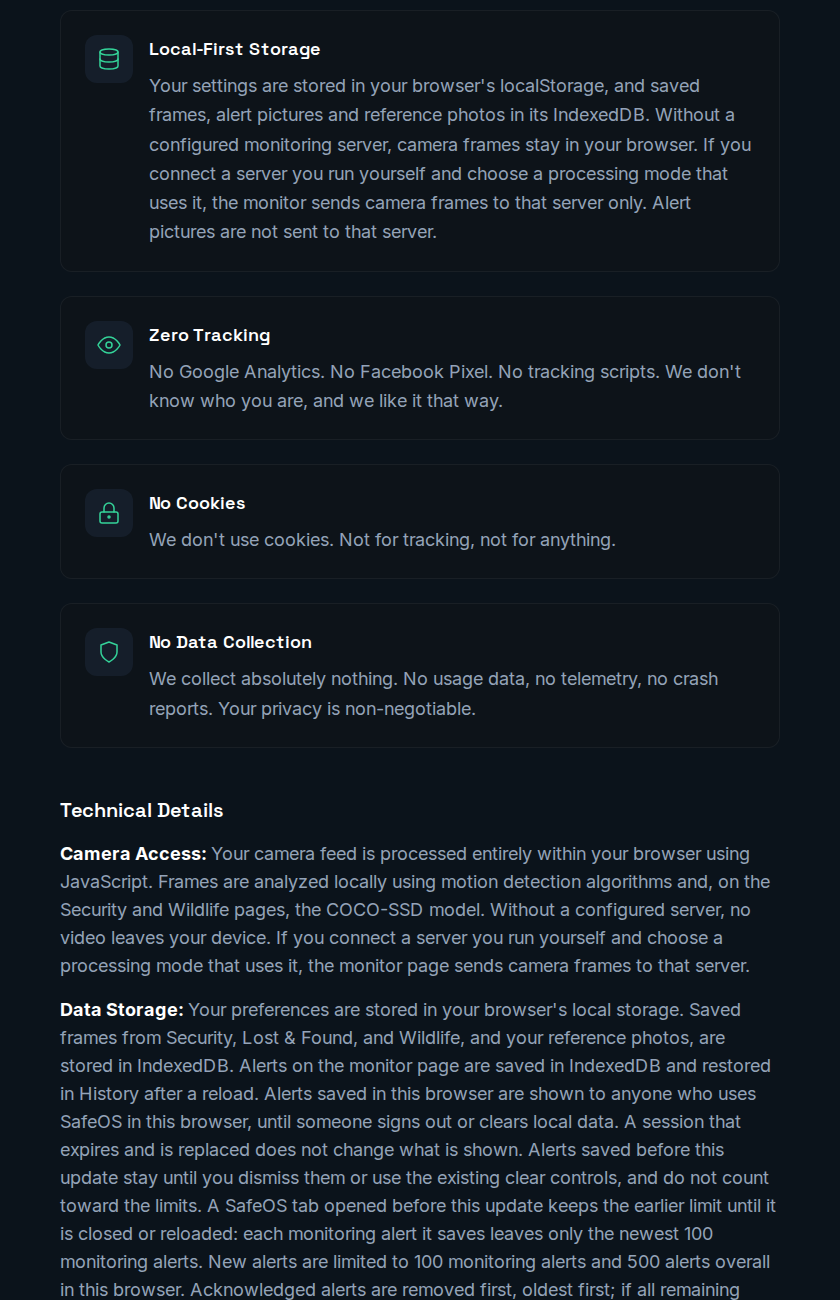 Local-First Storage
Your settings are stored in your browser's localStorage, and saved
frames, alert pictures and reference photos in its IndexedDB. Without a
configured monitoring server, camera frames stay in your browser. If you
connect a server you run yourself and choose a processing mode that
uses it, the monitor sends camera frames to that server only. Alert
pictures are not sent to that server.
Zero Tracking
No Google Analytics. No Facebook Pixel. No tracking scripts. We don't
know who you are, and we like it that way.
No Cookies
We don't use cookies. Not for tracking, not for anything.
No Data Collection
We collect absolutely nothing. No usage data, no telemetry, no crash
reports. Your privacy is non-negotiable.
Technical Details
Camera Access: Your camera feed is processed entirely within your browser using
JavaScript. Frames are analyzed locally using motion detection algorithms and, on the
Security and Wildlife pages, the COCO-SSD model. Without a configured server, no
video leaves your device. If you connect a server you run yourself and choose a
processing mode that uses it, the monitor page sends camera frames to that server.
Data Storage: Your preferences are stored in your browser's local storage. Saved
frames from Security, Lost & Found, and Wildlife, and your reference photos, are
stored in IndexedDB. Alerts on the monitor page are saved in IndexedDB and restored
in History after a reload. Alerts saved in this browser are shown to anyone who uses
SafeOS in this browser, until someone signs out or clears local data. A session that
expires and is replaced does not change what is shown. Alerts saved before this
update stay until you dismiss them or use the existing clear controls, and do not count
toward the limits. A SafeOS tab opened before this update keeps the earlier limit until it
is closed or reloaded: each monitoring alert it saves leaves only the newest 100
monitoring alerts. New alerts are limited to 100 monitoring alerts and 500 alerts overall
in this browser. Acknowledged alerts are removed first, oldest first; if all remaining